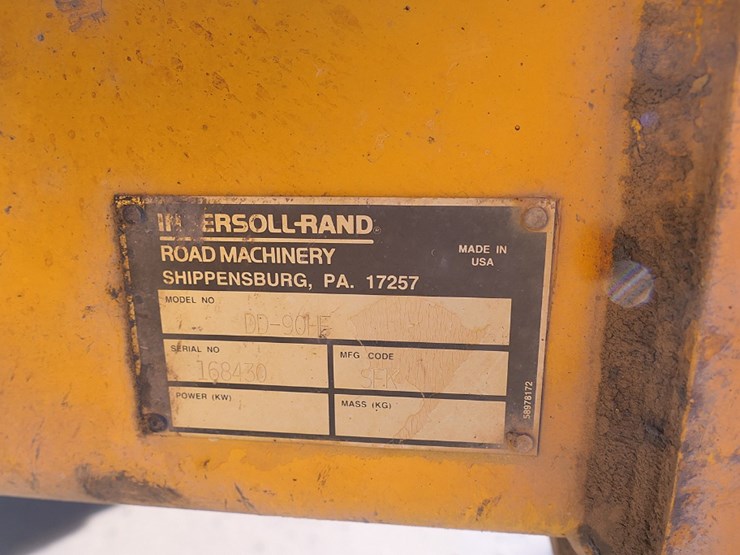 INGERSOLL-RAND®
ROAD MACHINERY
SHIPPENSBURG, PA. 17257
MADE IN
USA
MODEL NO
DD-90HF
SERIAL NO
168430
MFG CODE
POWER (KW)
MASS (KG)
58978172